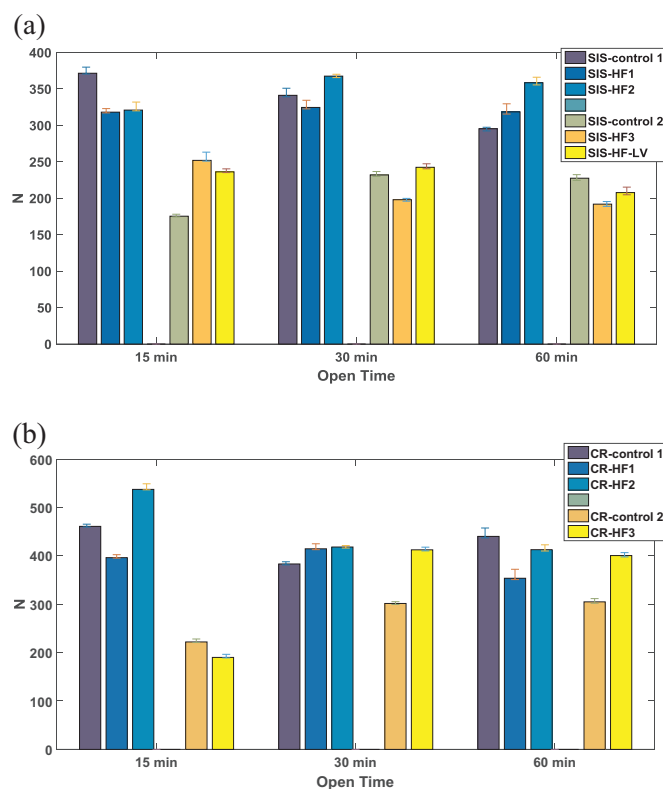 (a)
400
350
300
250
200
150
100
50
0
N
15 min
30 min
60 min
Open Time
SIS-control 1
SIS-HF1
SIS-HF2
SIS-control 2
SIS-HF3
SIS-HF-LV
(b)
600
500
400
300
200
100
0
N
15 min
30 min
60 min
Open Time
CR-control 1
CR-HF1
CR-HF2
CR-control 2
CR-HF3